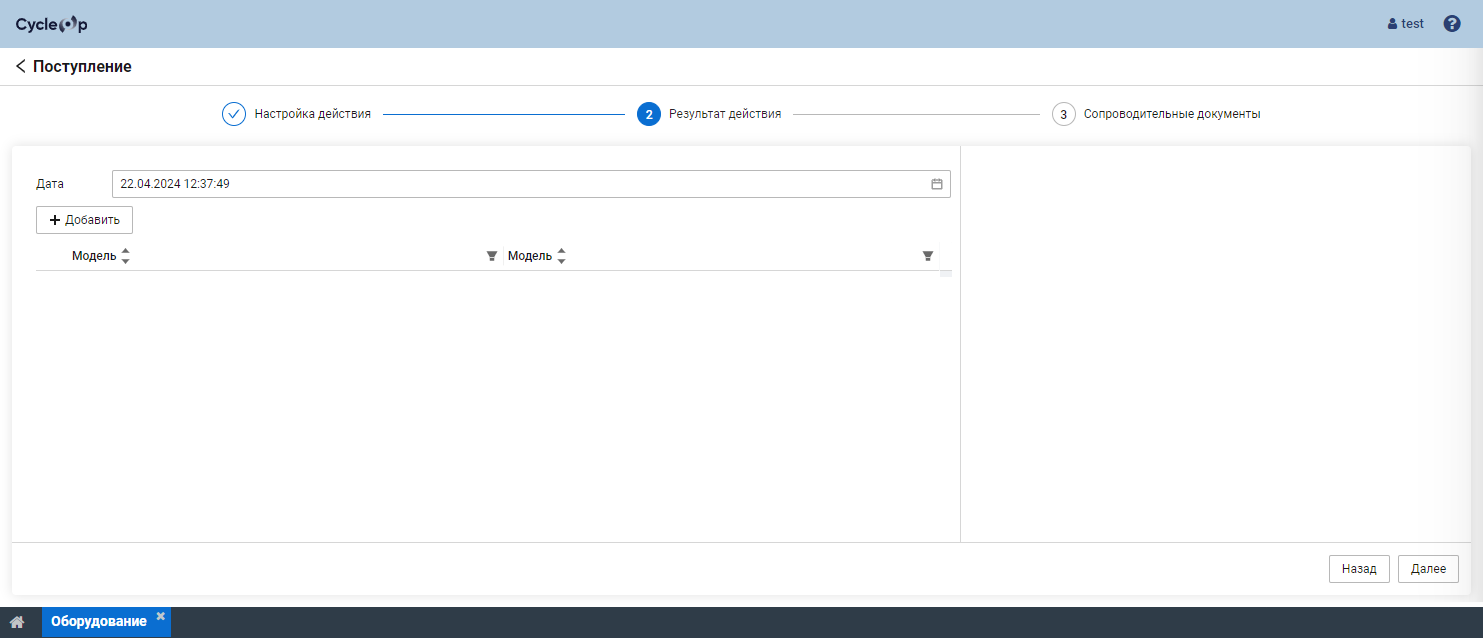 Cycleop
test
?
Поступление
Настройка действия
2 Результат действия
3 Сопроводительные документы
Дата 22.04.2024 12:37:49
+ Добавить
Модель Модель
Назад Далее
Оборудование